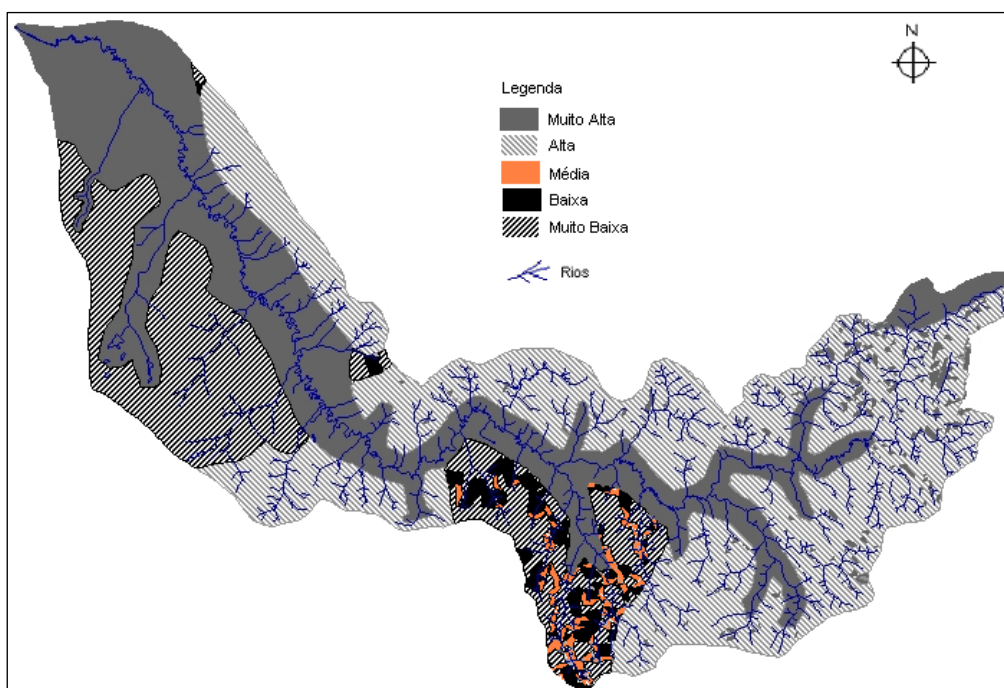 N
Legenda
Muito Alta
Alta
Média
Baixa
Muito Baixa
Rios